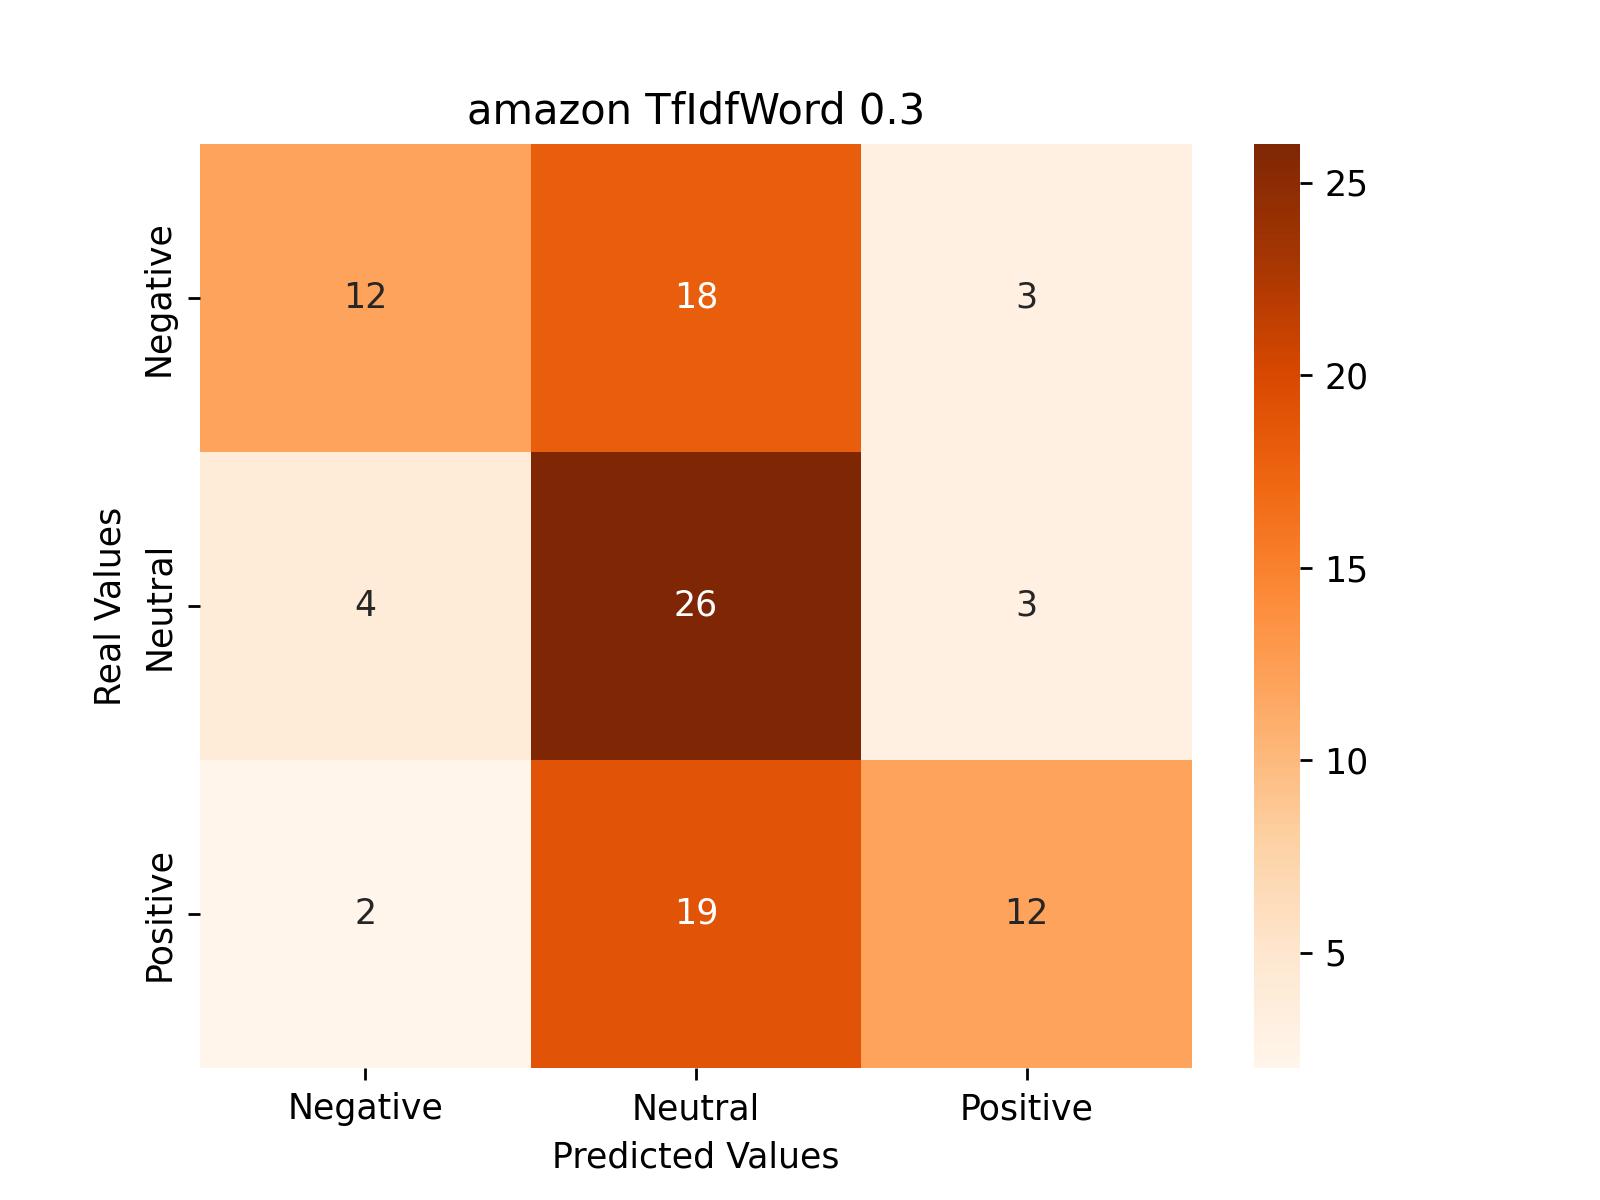 amazon TfIdfWord 0.3
Real Values
Negative
12 18 3
Neutral
4 26 3
Positive
2 19 12
Negative Neutral Positive
Predicted Values
25
20
15
10
5